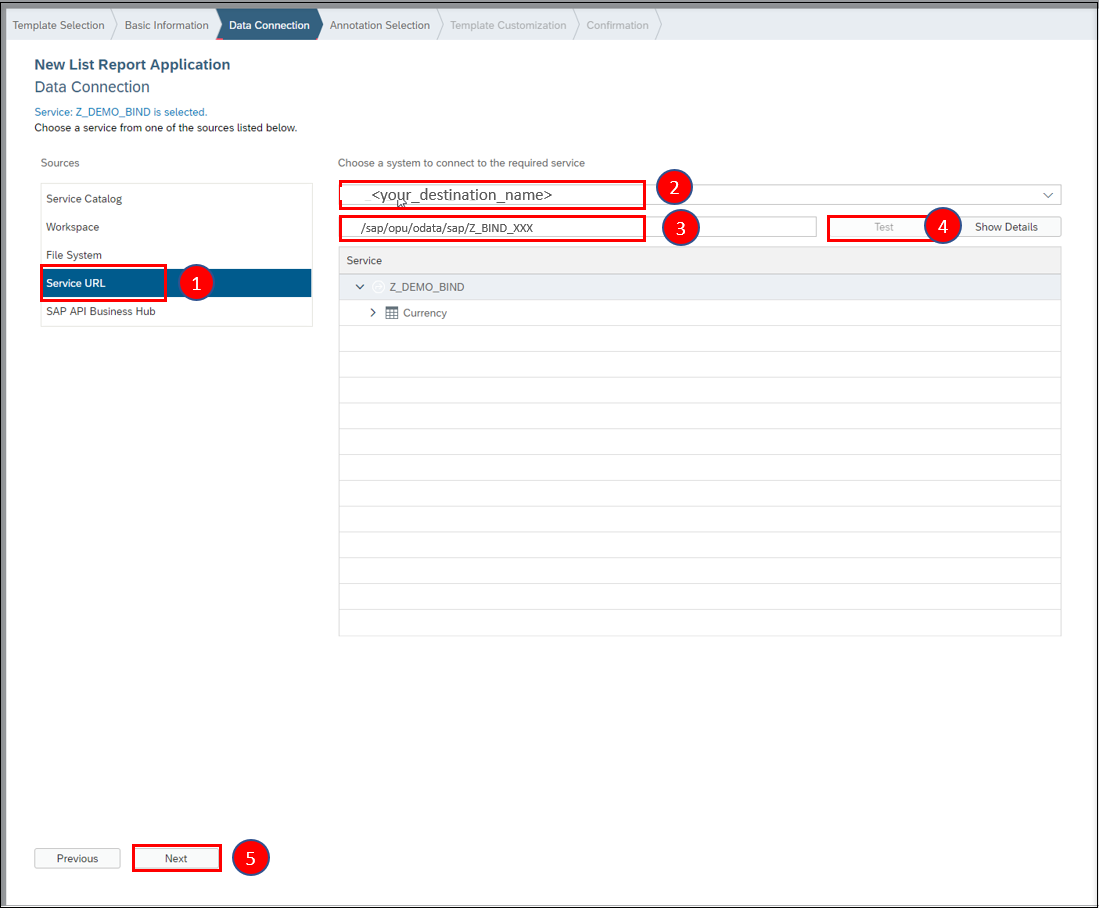 Template Selection
Basic Information
Data Connection
Annotation Selection
Template Customization
Confirmation
New List Report Application
Data Connection
Service: Z_DEMO_BIND is selected.
Choose a service from one of the sources listed below.
Sources
Service Catalog
Workspace
File System
Service URL
1
SAP API Business Hub
Choose a system to connect to the required service
<your_destination_name>
2
/sap/opu/odata/sap/Z_BIND_XXX
3
Test
4
Show Details
Service
Z_DEMO_BIND
Currency
Previous
Next
5